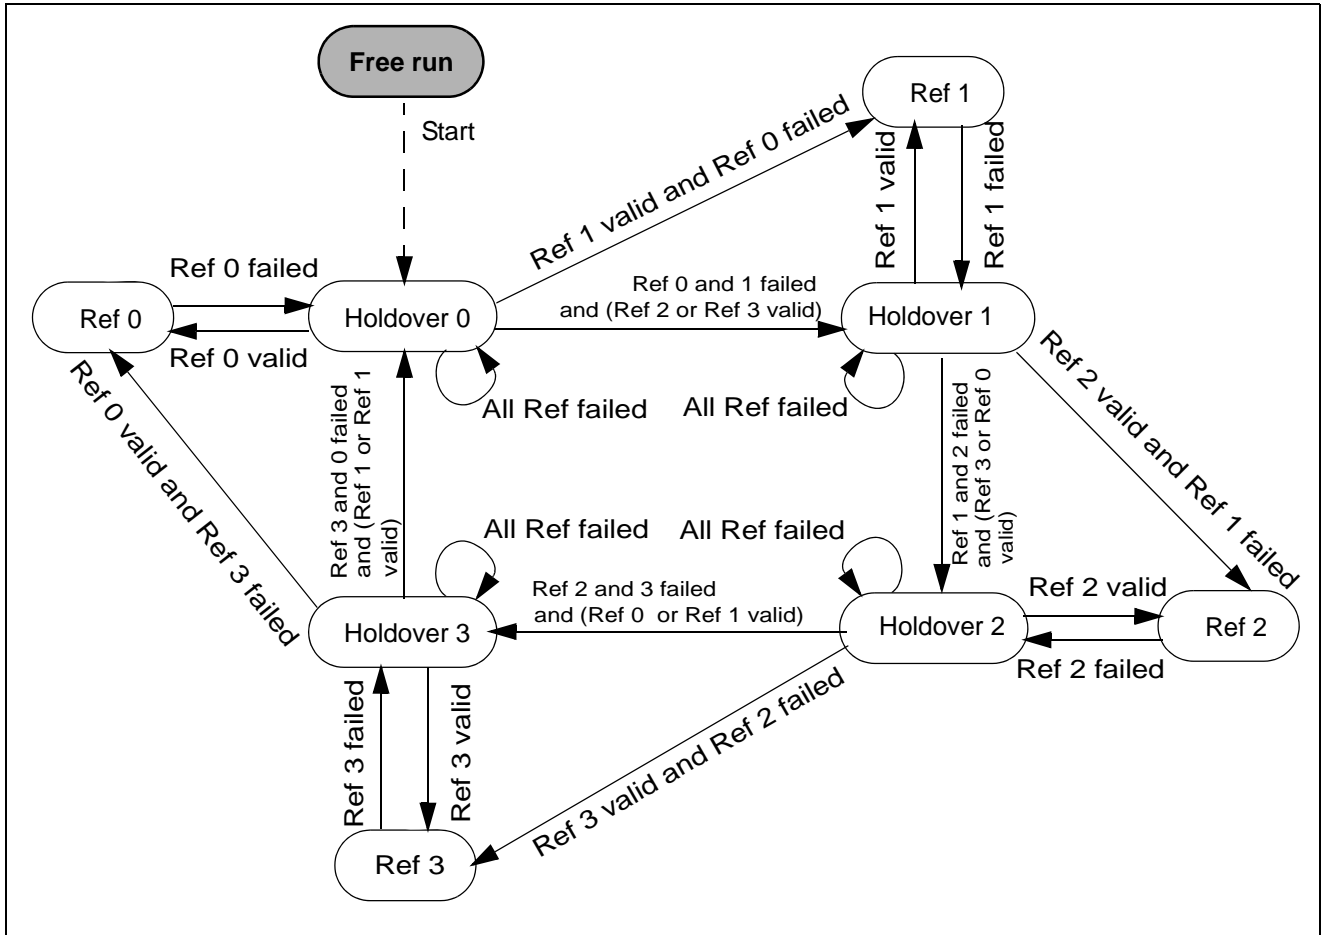 Free run
Start
Ref 1
Ref 1 valid and Ref 0 failed
Ref 1 valid
Ref 1 failed
Ref 0 failed
Ref 0 and 1 failed
and (Ref 2 or Ref 3 valid)
Ref 0
Holdover 0
Holdover 1
Ref 0 valid
Ref 2 valid and Ref 1 failed
All Ref failed
All Ref failed
Ref 0 valid and Ref 3 failed
Ref 3 and 0 failed
and (Ref 1 or Ref 1
valid)
Ref 1 and 2 failed
and (Ref 3 or Ref 0
valid)
All Ref failed
All Ref failed
Ref 2 and 3 failed
and (Ref 0 or Ref 1 valid)
Ref 2 valid
Holdover 3
Holdover 2
Ref 2
Ref 2 failed
Ref 3 failed
Ref 3 valid
Ref 3 valid and Ref 2 failed
Ref 3